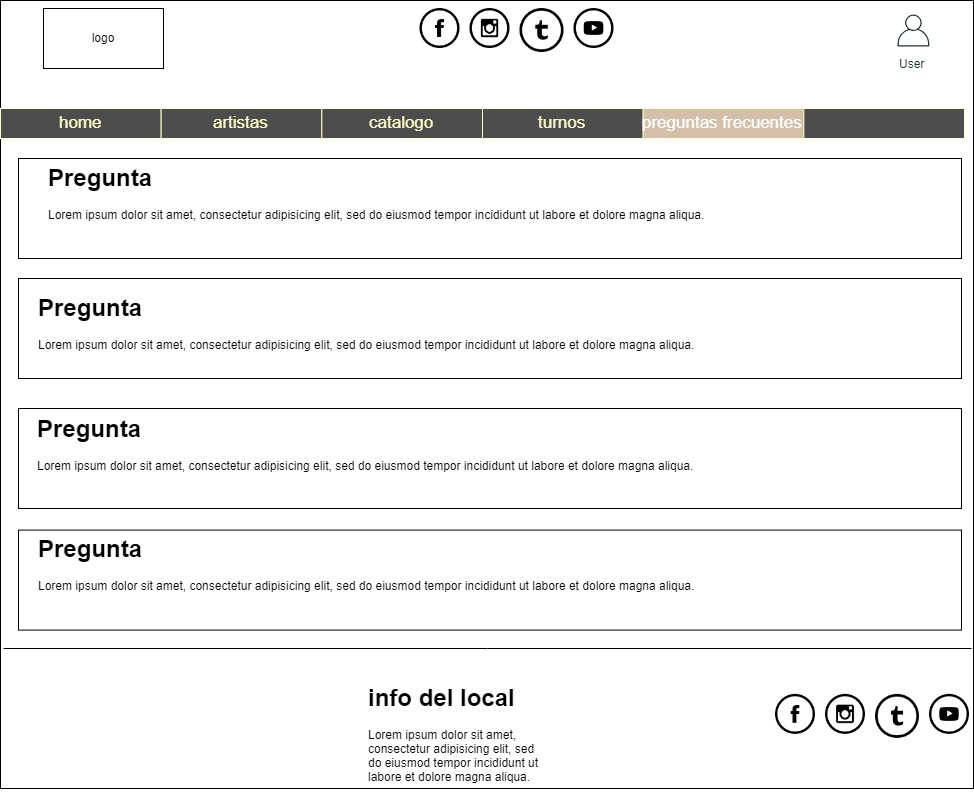 logo
User
home
artistas
catalogo
turnos
preguntas frecuentes
Pregunta
Lorem ipsum dolor sit amet, consectetur adipisicing elit, sed do eiusmod tempor incididunt ut labore et dolore magna aliqua.
Pregunta
Lorem ipsum dolor sit amet, consectetur adipisicing elit, sed do eiusmod tempor incididunt ut labore et dolore magna aliqua.
Pregunta
Lorem ipsum dolor sit amet, consectetur adipisicing elit, sed do eiusmod tempor incididunt ut labore et dolore magna aliqua.
Pregunta
Lorem ipsum dolor sit amet, consectetur adipisicing elit, sed do eiusmod tempor incididunt ut labore et dolore magna aliqua.
info del local
Lorem ipsum dolor sit amet,
consectetur adipisicing elit, sed
do eiusmod tempor incididunt ut
labore et dolore magna aliqua.